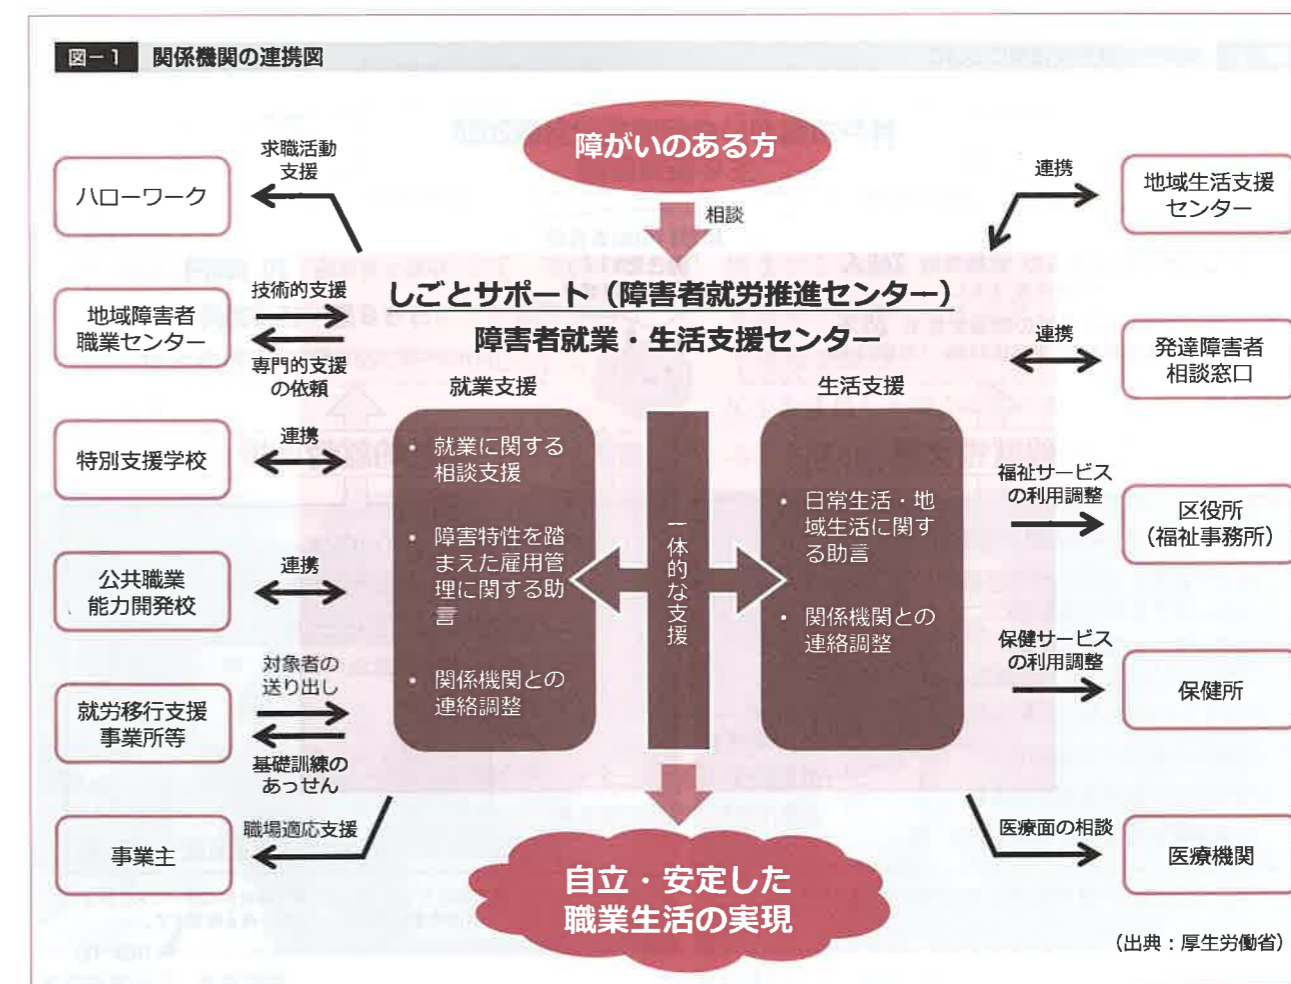 図－1 関係機関の連携図
障がいのある方
相談
求職活動
支援
ハローワーク
連携
地域生活支援
センター
しごとサポート（障害者就労推進センター）
障害者就業・生活支援センター
技術的支援
地域障害者
職業センター
専門的支援
の依頼
連携
発達障害者
相談窓口
就業支援
生活支援
連携
特別支援学校
・ 就業に関する
相談支援
・ 障害特性を踏
まえた雇用管
理に関する助
言
・ 関係機関との
連絡調整
一体的な支援
・ 日常生活・地
域生活に関す
る助言
・ 関係機関との
連絡調整
福祉サービス
の利用調整
区役所
（福祉事務所）
連携
公共職業
能力開発校
保健サービス
の利用調整
保健所
対象者の
送り出し
就労移行支援
事業所等
基礎訓練の
あっせん
職場適応支援
事業主
医療面の相談
医療機関
自立・安定した
職業生活の実現
（出典：厚生労働省）